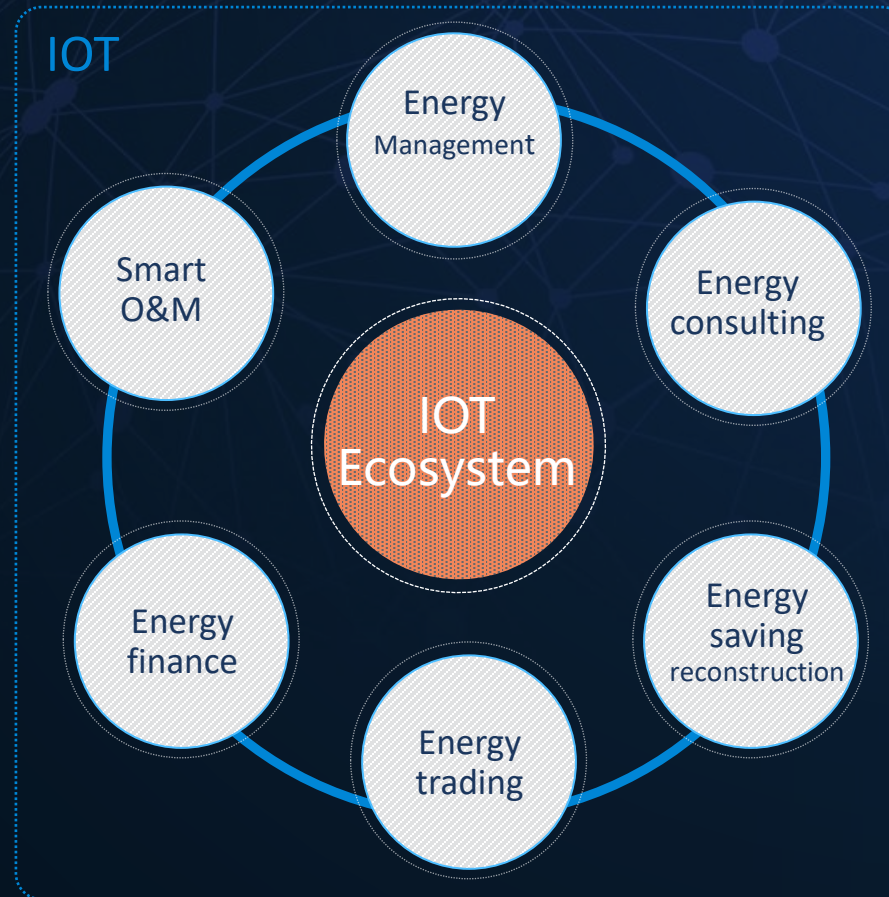 IOT
Energy
Management
Smart
O&M
Energy
consulting
IOT
Ecosystem
Energy
finance
Energy
saving
reconstruction
Energy
trading